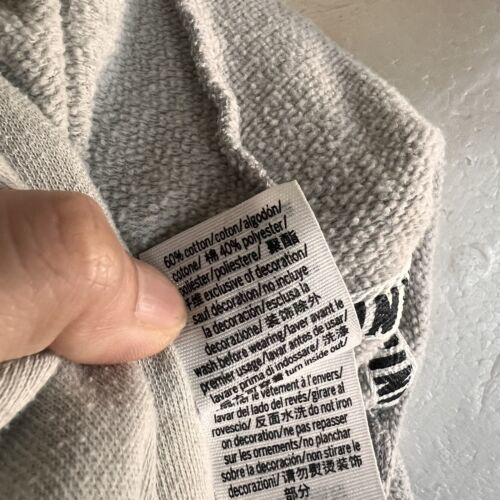 60% cotton/coton/algodón/
cotone/ 棉 40% polyester/
poliéster/poliestere/ 聚酯
exclusive of decoration/
sauf décoration/no incluye
la decoración/esclusa la
decorazione/ 装饰除外
wash before wearing/laver avant le
premier usage/lavar antes de usar/
lavare prima di indossare/ 洗涤
turn inside out/
le vêtement à l'envers/
lavar del lado del revés/girare al
rovescio/ 反面水洗 do not iron
on decoration/ne pas repasser
sur les ornements/no planchar
sobre la decoración/non stirare le
decorazioni/请勿熨烫装饰
部分